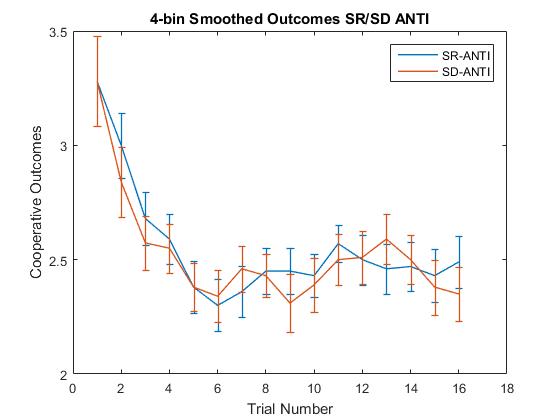 4-bin Smoothed Outcomes SR/SD ANTI
SR-ANTI
SD-ANTI
Cooperative Outcomes
3.5
3
2.5
2
0 2 4 6 8 10 12 14 16 18
Trial Number